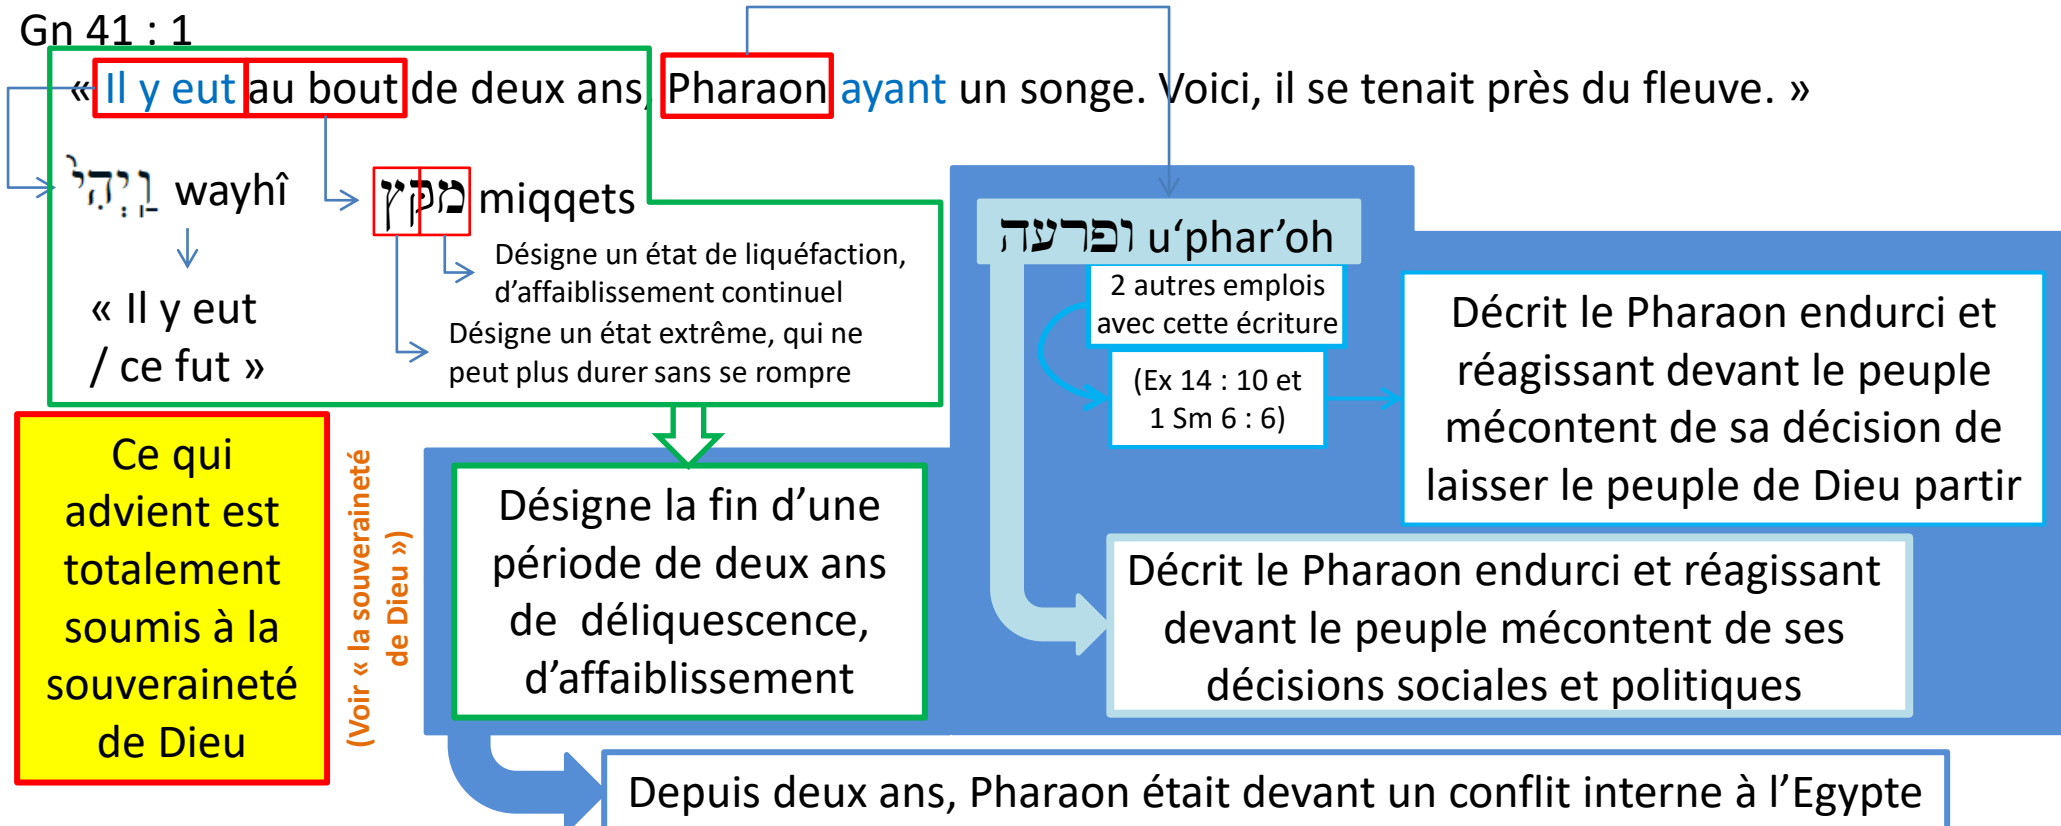 Gn 41 : 1
« Il y eut au bout de deux ans, Pharaon ayant un songe. Voici, il se tenait près du fleuve. »
וַיְהִי֙ wayhî
« Il y eut
/ ce fut »
מקץ miqqets
Désigne un état de liquéfaction,
d’affaiblissement continuel
Désigne un état extrême, qui ne
peut plus durer sans se rompre
ופרעה u‘phar’oh
2 autres emplois
avec cette écriture
(Ex 14 : 10 et
1 Sm 6 : 6)
Décrit le Pharaon endurci et
réagissant devant le peuple
mécontent de sa décision de
laisser le peuple de Dieu partir
Ce qui
advient est
totalement
soumis à la
souveraineté
de Dieu
(Voir « la souveraineté
de Dieu »)
Désigne la fin d’une
période de deux ans
de déliquescence,
d’affaiblissement
Décrit le Pharaon endurci et réagissant
devant le peuple mécontent de ses
décisions sociales et politiques
Depuis deux ans, Pharaon était devant un conflit interne à l’Egypte